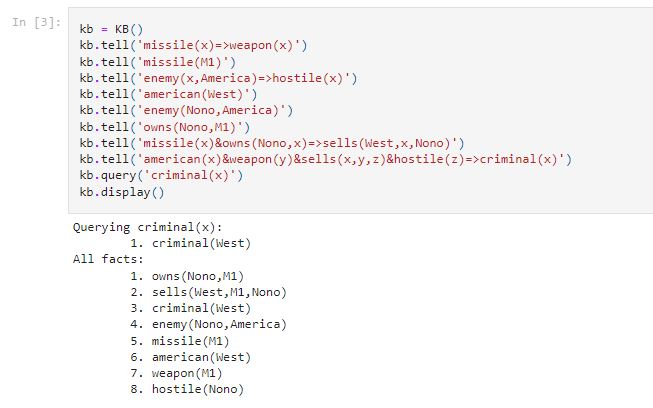 In [3]:
kb = KB()
kb.tell('missile(x)=>weapon(x)')
kb.tell('missile(M1)')
kb.tell('enemy(x,America)=>hostile(x)')
kb.tell('american(West)')
kb.tell('enemy(Nono,America)')
kb.tell('owns(Nono,M1)')
kb.tell('missile(x)&owns(Nono,x)=>sells(West,x,Nono)')
kb.tell('american(x)&weapon(y)&sells(x,y,z)&hostile(z)=>criminal(x)')
kb.query('criminal(x)')
kb.display()
Querying criminal(x):
1. criminal(West)
All facts:
1. owns(Nono,M1)
2. sells(West,M1,Nono)
3. criminal(West)
4. enemy(Nono,America)
5. missile(M1)
6. american(West)
7. weapon(M1)
8. hostile(Nono)